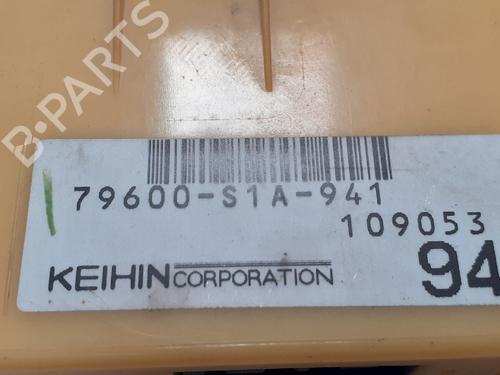 B-PARTS
79600-S1A-941
109053
94
KEIHIN CORPORATION